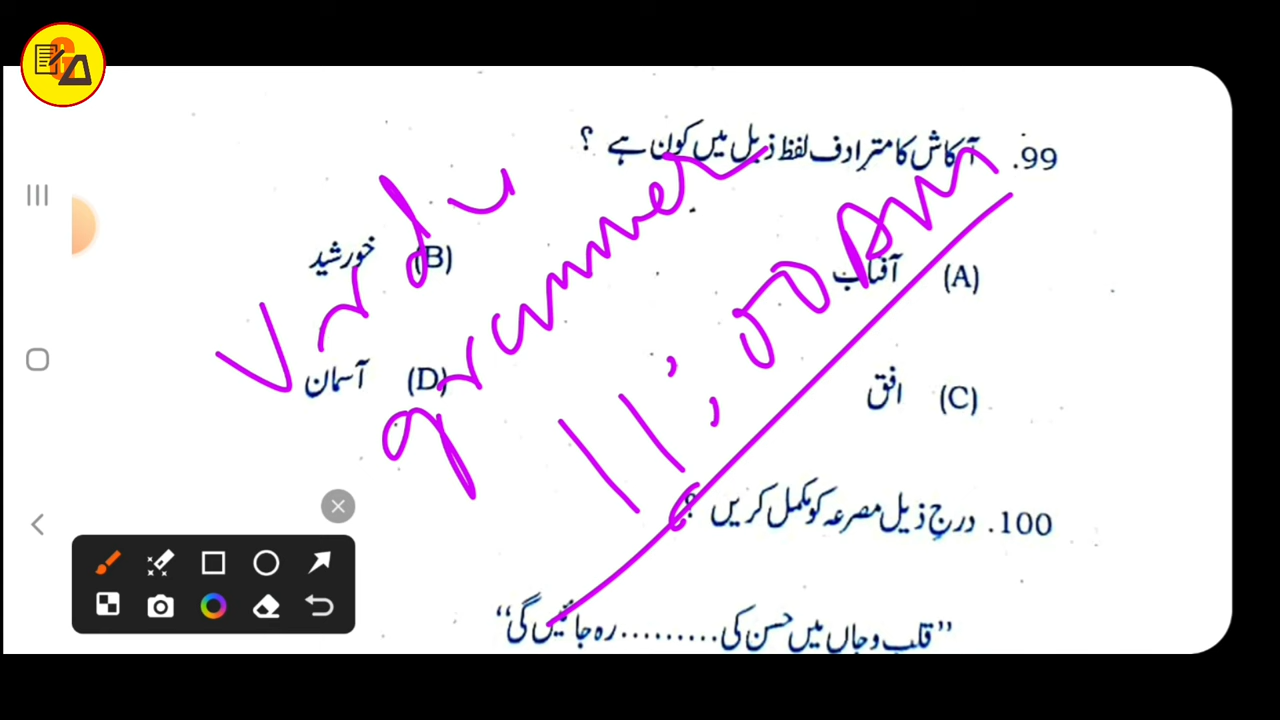 99. آکاش کا مترادف لفظ ذیل میں کون ہے ؟
(A) آفتاب (B) خورشید
(C) افق (D) آسمان
100. درجِ ذیل مصرعہ کو مکمل کریں ؟
”قلب و جاں میں حسن کی ......... رہ جائیں گی“
Urdu
grammer
11:00 AM